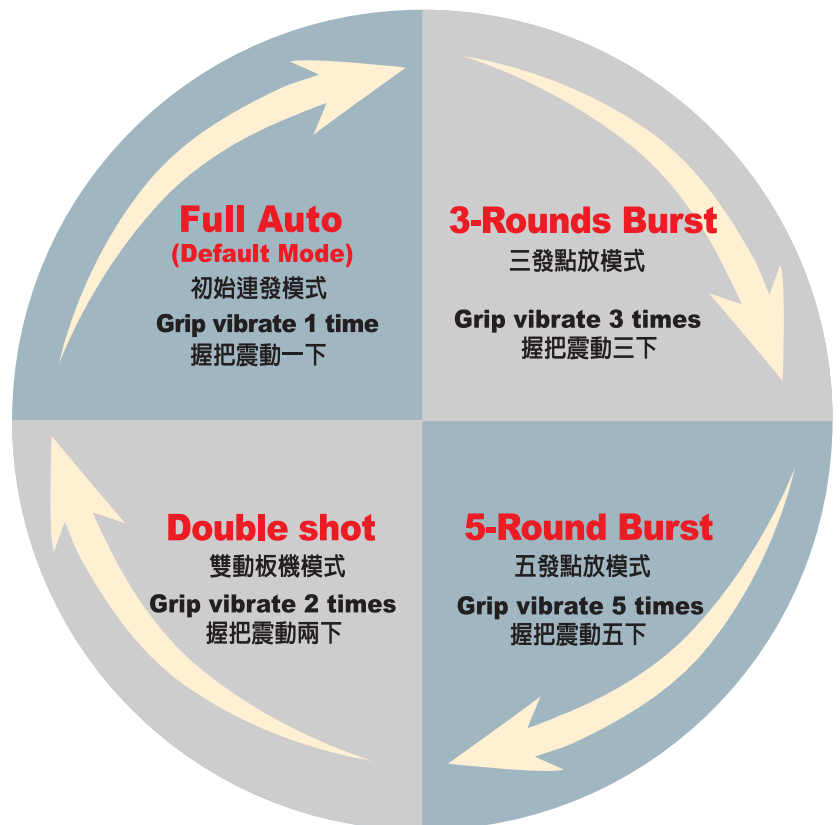 Full Auto
(Default Mode)
初始連發模式
Grip vibrate 1 time
握把震動一下
3-Rounds Burst
三發點放模式
Grip vibrate 3 times
握把震動三下
Double shot
雙動板機模式
Grip vibrate 2 times
握把震動兩下
5-Round Burst
五發點放模式
Grip vibrate 5 times
握把震動五下